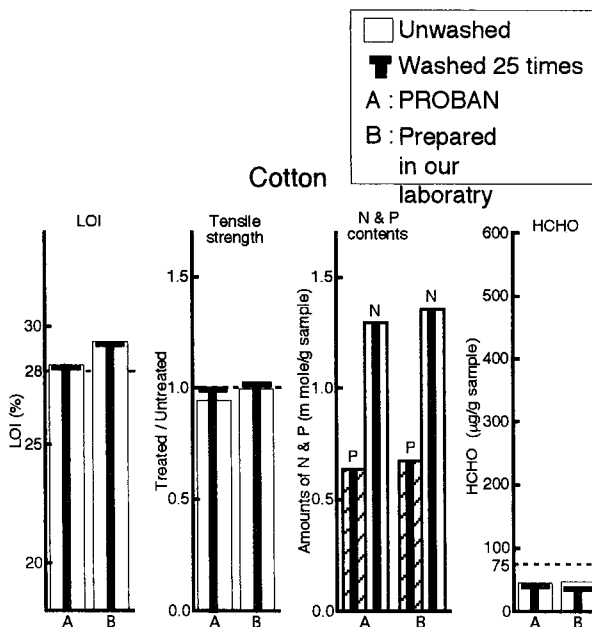 Unwashed
Washed 25 times
A : PROBAN
B : Prepared
in our
laboratry
Cotton
LOI
Tensile
strength
N & P
contents
HCHO
LOI (%)
30
28
25
20
A
B
Treated / Untreated
1.5
1.0
0.5
0.0
A
B
Amounts of N & P (m mole/g sample)
1.5
1.0
0.5
0.0
P
N
P
N
A
B
HCHO (µg/g sample)
600
500
400
300
200
100
75
0
A
B